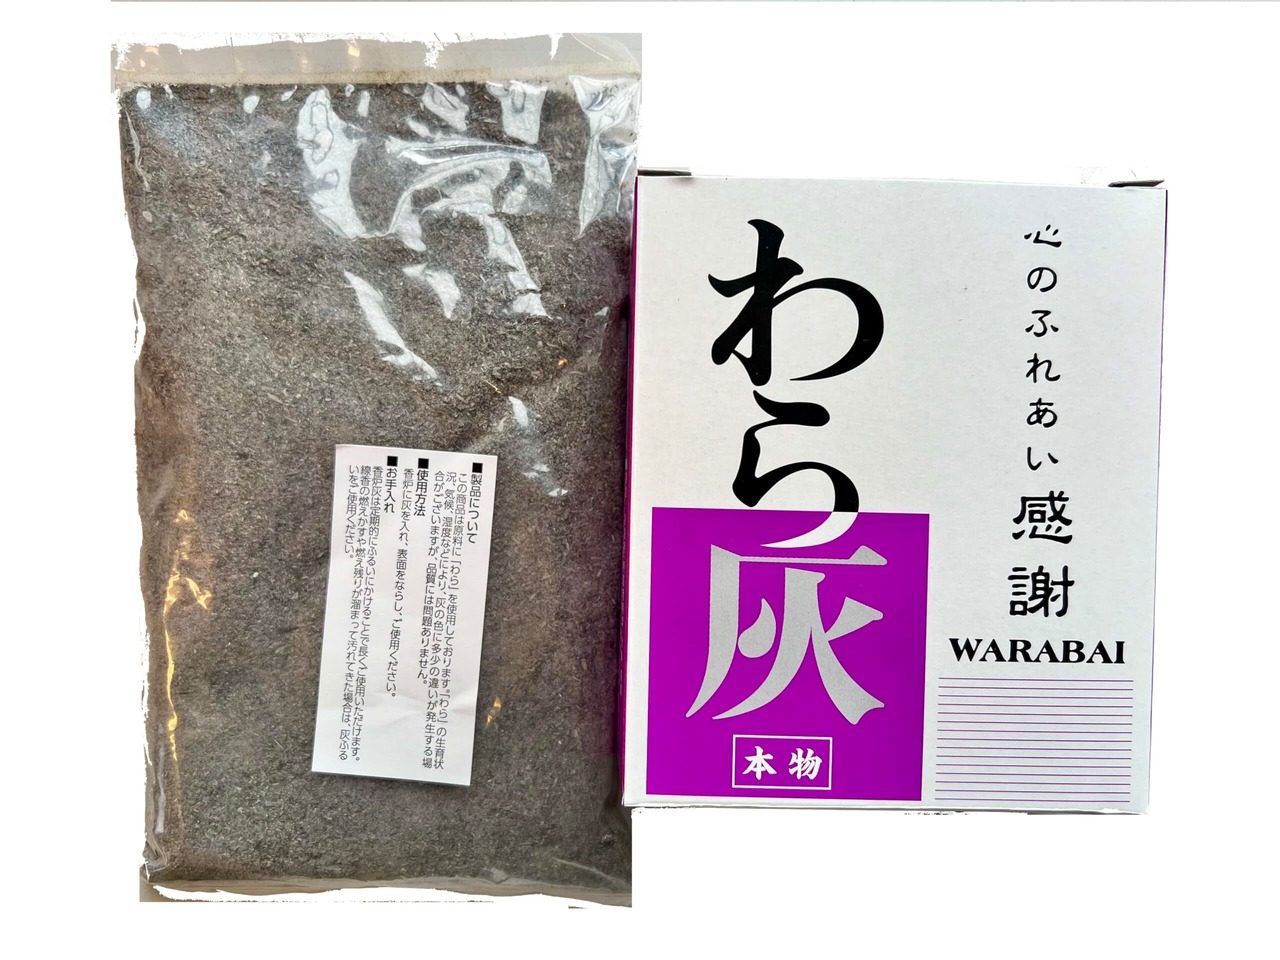 わら灰
本物
心のふれあい感謝
WARABAI
■製品について
この商品は原料に「わら」を使用しております。「わら」の生育状
況、気候、湿度などにより、灰の色に多少の違いが発生する場
合がございますが、品質には問題ありません。
■使用方法
香炉に灰を入れ、表面をならし、ご使用ください。
■お手入れ
香炉灰は定期的にふるいにかけることで長くご使用いただけます。
線香の燃えかすや燃え残りが溜まって汚れてきた場合は、灰ふる
いをご使用ください。